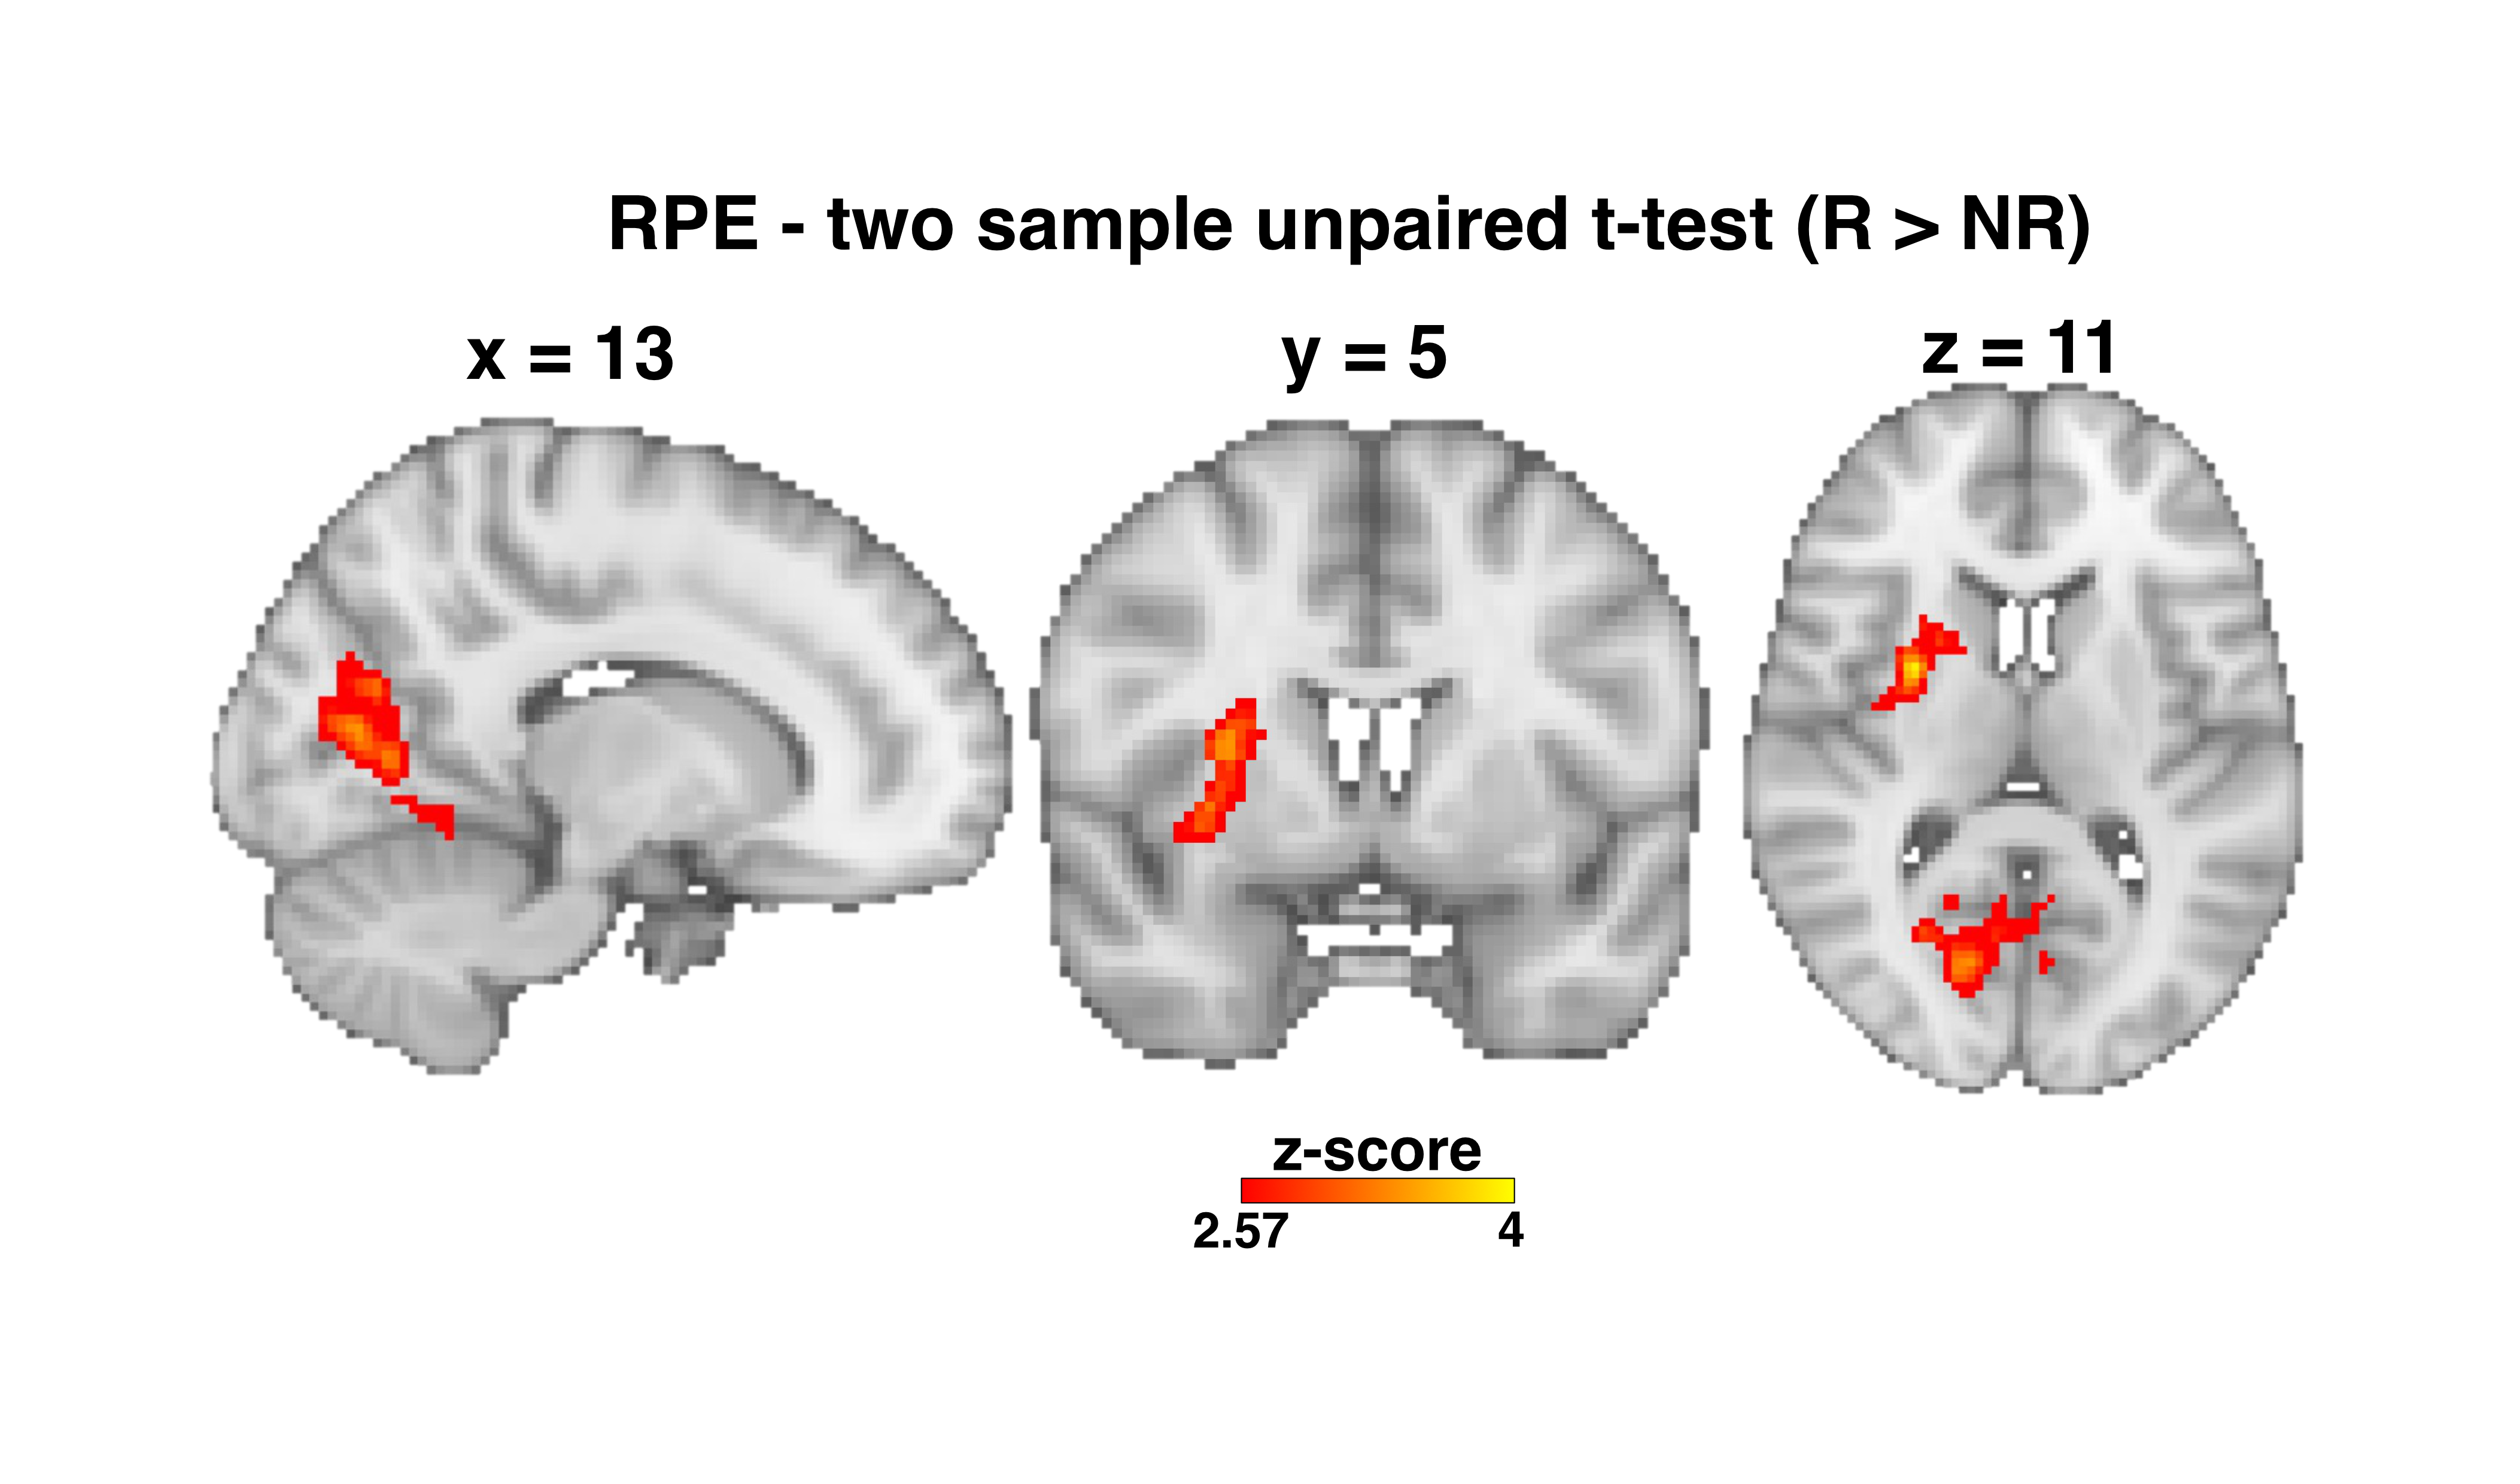 RPE - two sample unpaired t-test (R > NR)
x = 13
y = 5
z = 11
z-score
2.57
4